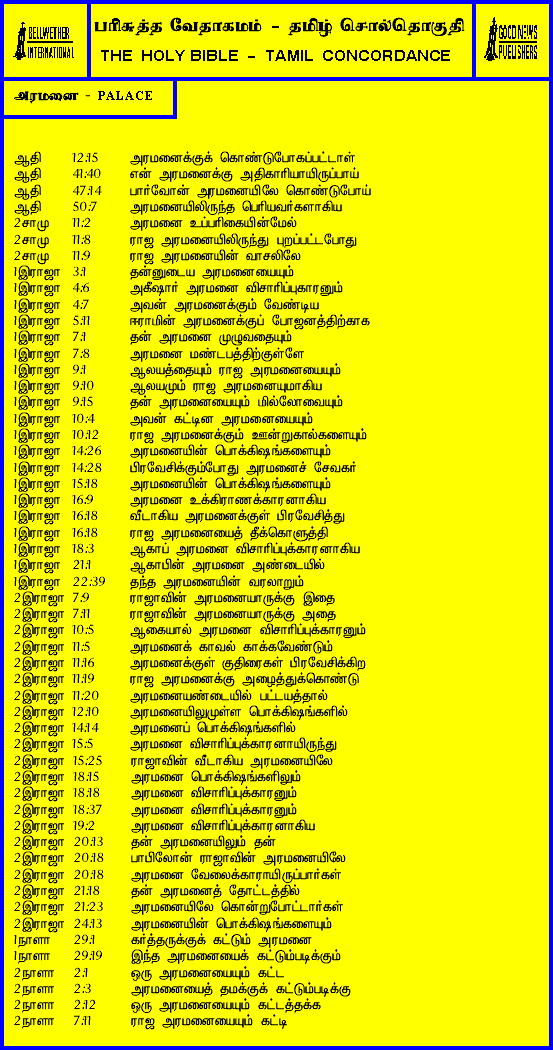 BELLWETHER
INTERNATIONAL
பரிசுத்த வேதாகமம் - தமிழ் சொல்தொகுதி
THE HOLY BIBLE - TAMIL CONCORDANCE
GOOD NEWS
PUBLISHERS
அரமனை - PALACE
ஆதி 12:15 அரமனைக்குக் கொண்டுபோகப்பட்டாள்
ஆதி 41:40 என் அரமனைக்கு அதிகாரியாயிருப்பாய்
ஆதி 47:14 பார்வோன் அரமனையிலே கொண்டுபோய்
ஆதி 50:7 அரமனையிலிருந்த பெரியவர்களாகிய
2சாமு 11:2 அரமனை உப்பரிகையின்மேல்
2சாமு 11:8 ராஜ அரமனையிலிருந்து புறப்பட்டபோது
2சாமு 11:9 ராஜ அரமனையின் வாசலிலே
1இராஜா 3:1 தன்னுடைய அரமனையையும்
1இராஜா 4:6 அகீஷார் அரமனை விசாரிப்புகாரனும்
1இராஜா 4:7 அவன் அரமனைக்கும் வேண்டிய
1இராஜா 5:11 ஈராமின் அரமனைக்குப் போஜனத்திற்காக
1இராஜா 7:1 தன் அரமனை முழுவதையும்
1இராஜா 7:8 அரமனை மண்டபத்திற்குள்ளே
1இராஜா 9:1 ஆலயத்தையும் ராஜ அரமனையையும்
1இராஜா 9:10 ஆலயமும் ராஜ அரமனையுமாகிய
1இராஜா 9:15 தன் அரமனையையும் மில்லோவையும்
1இராஜா 10:4 அவன் கட்டின அரமனையையும்
1இராஜா 10:12 ராஜ அரமனைக்கும் ஊன்றுகால்களையும்
1இராஜா 14:26 அரமனையின் பொக்கிஷங்களையும்
1இராஜா 14:28 பிரவேசிக்கும்போது அரமனைச் சேவகர்
1இராஜா 15:18 அரமனையின் பொக்கிஷங்களையும்
1இராஜா 16:9 அரமனை உக்கிராணக்காரனாகிய
1இராஜா 16:18 வீடாகிய அரமனைக்குள் பிரவேசித்து
1இராஜா 16:18 ராஜ அரமனையைத் தீக்கொளுத்தி
1இராஜா 18:3 ஆகாப் அரமனை விசாரிப்புக்காரனாகிய
1இராஜா 21:1 ஆகாபின் அரமனை அண்டையில்
1இராஜா 22:39 தந்த அரமனையின் வரலாறும்
2இராஜா 7:9 ராஜாவின் அரமனையாருக்கு இதை
2இராஜா 7:11 ராஜாவின் அரமனையாருக்கு அதை
2இராஜா 10:5 ஆகையால் அரமனை விசாரிப்புக்காரனும்
2இராஜா 11:5 அரமனைக் காவல் காக்கவேண்டும்
2இராஜா 11:16 அரமனைக்குள் குதிரைகள் பிரவேசிக்கிற
2இராஜா 11:19 ராஜ அரமனைக்கு அழைத்துக்கொண்டு
2இராஜா 11:20 அரமனையண்டையில் பட்டயத்தால்
2இராஜா 12:10 அரமனையிலுமுள்ள பொக்கிஷங்களில்
2இராஜா 14:14 அரமனைப் பொக்கிஷங்களில்
2இராஜா 15:5 அரமனை விசாரிப்புக்காரனாயிருந்து
2இராஜா 15:25 ராஜாவின் வீடாகிய அரமனையிலே
2இராஜா 18:15 அரமனை பொக்கிஷங்களிலும்
2இராஜா 18:18 அரமனை விசாரிப்புக்காரனும்
2இராஜா 18:37 அரமனை விசாரிப்புக்காரனும்
2இராஜா 19:2 அரமனை விசாரிப்புக்காரனாகிய
2இராஜா 20:13 தன் அரமனையிலும் தன்
2இராஜா 20:18 பாபிலோன் ராஜாவின் அரமனையிலே
2இராஜா 20:18 அரமனை வேலைக்காராயிருப்பார்கள்
2இராஜா 21:18 தன் அரமனைத் தோட்டத்தில்
2இராஜா 21:23 அரமனையிலே கொன்றுபோட்டார்கள்
2இராஜா 24:13 அரமனையின் பொக்கிஷங்களையும்
1நாளா 29:1 கர்த்தருக்குக் கட்டும் அரமனை
1நாளா 29:19 இந்த அரமனையைக் கட்டும்படிக்கும்
2நாளா 2:1 ஒரு அரமனையையும் கட்ட
2நாளா 2:3 அரமனையைத் தமக்குக் கட்டும்படிக்கு
2நாளா 2:12 ஒரு அரமனையையும் கட்டத்தக்க
2நாளா 7:11 ராஜ அரமனையையும் கட்டி